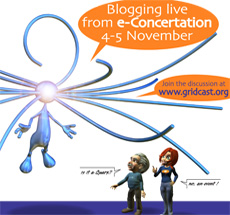 Blogging live
from e-Concertation
4-5 November
Join the discussion at
www.gridcast.org
Is it a Quark?
no, an event !